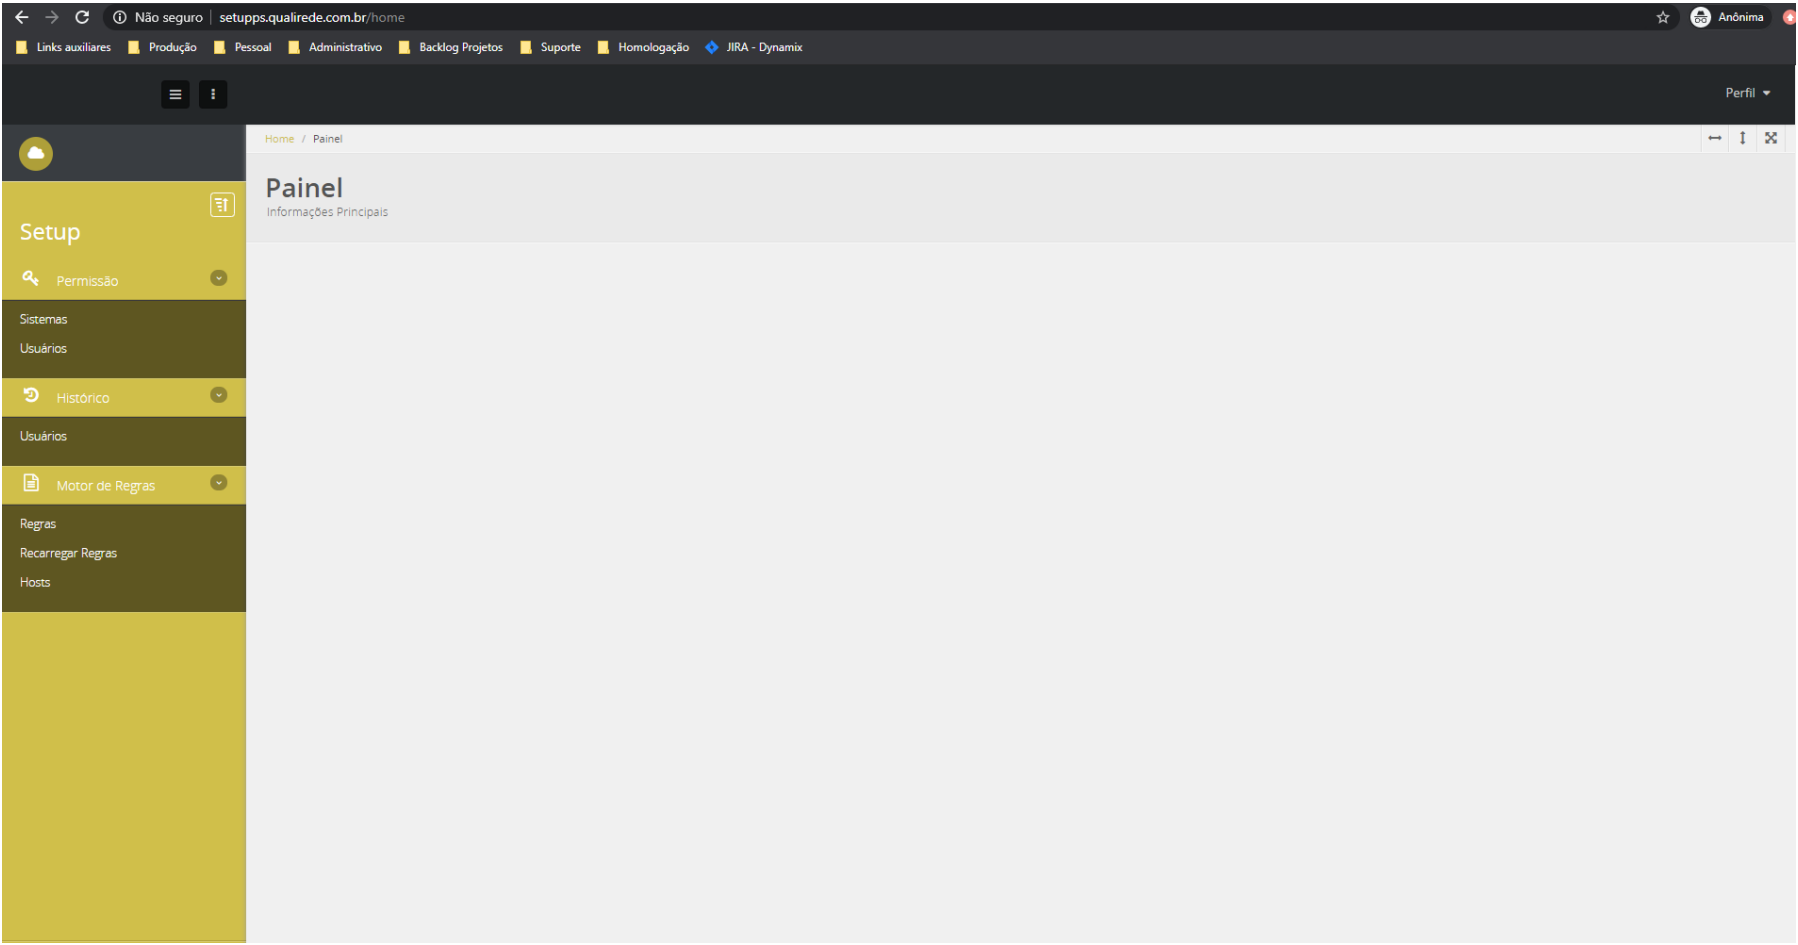 Não seguro | setupps.qualirede.com.br/home
Anônima
Links auxiliares Produção Pessoal Administrativo Backlog Projetos Suporte Homologação JIRA - Dynamix
Perfil
Home / Painel
Painel
Informações Principais
Setup
Permissão
Sistemas
Usuários
Histórico
Usuários
Motor de Regras
Regras
Recarregar Regras
Hosts